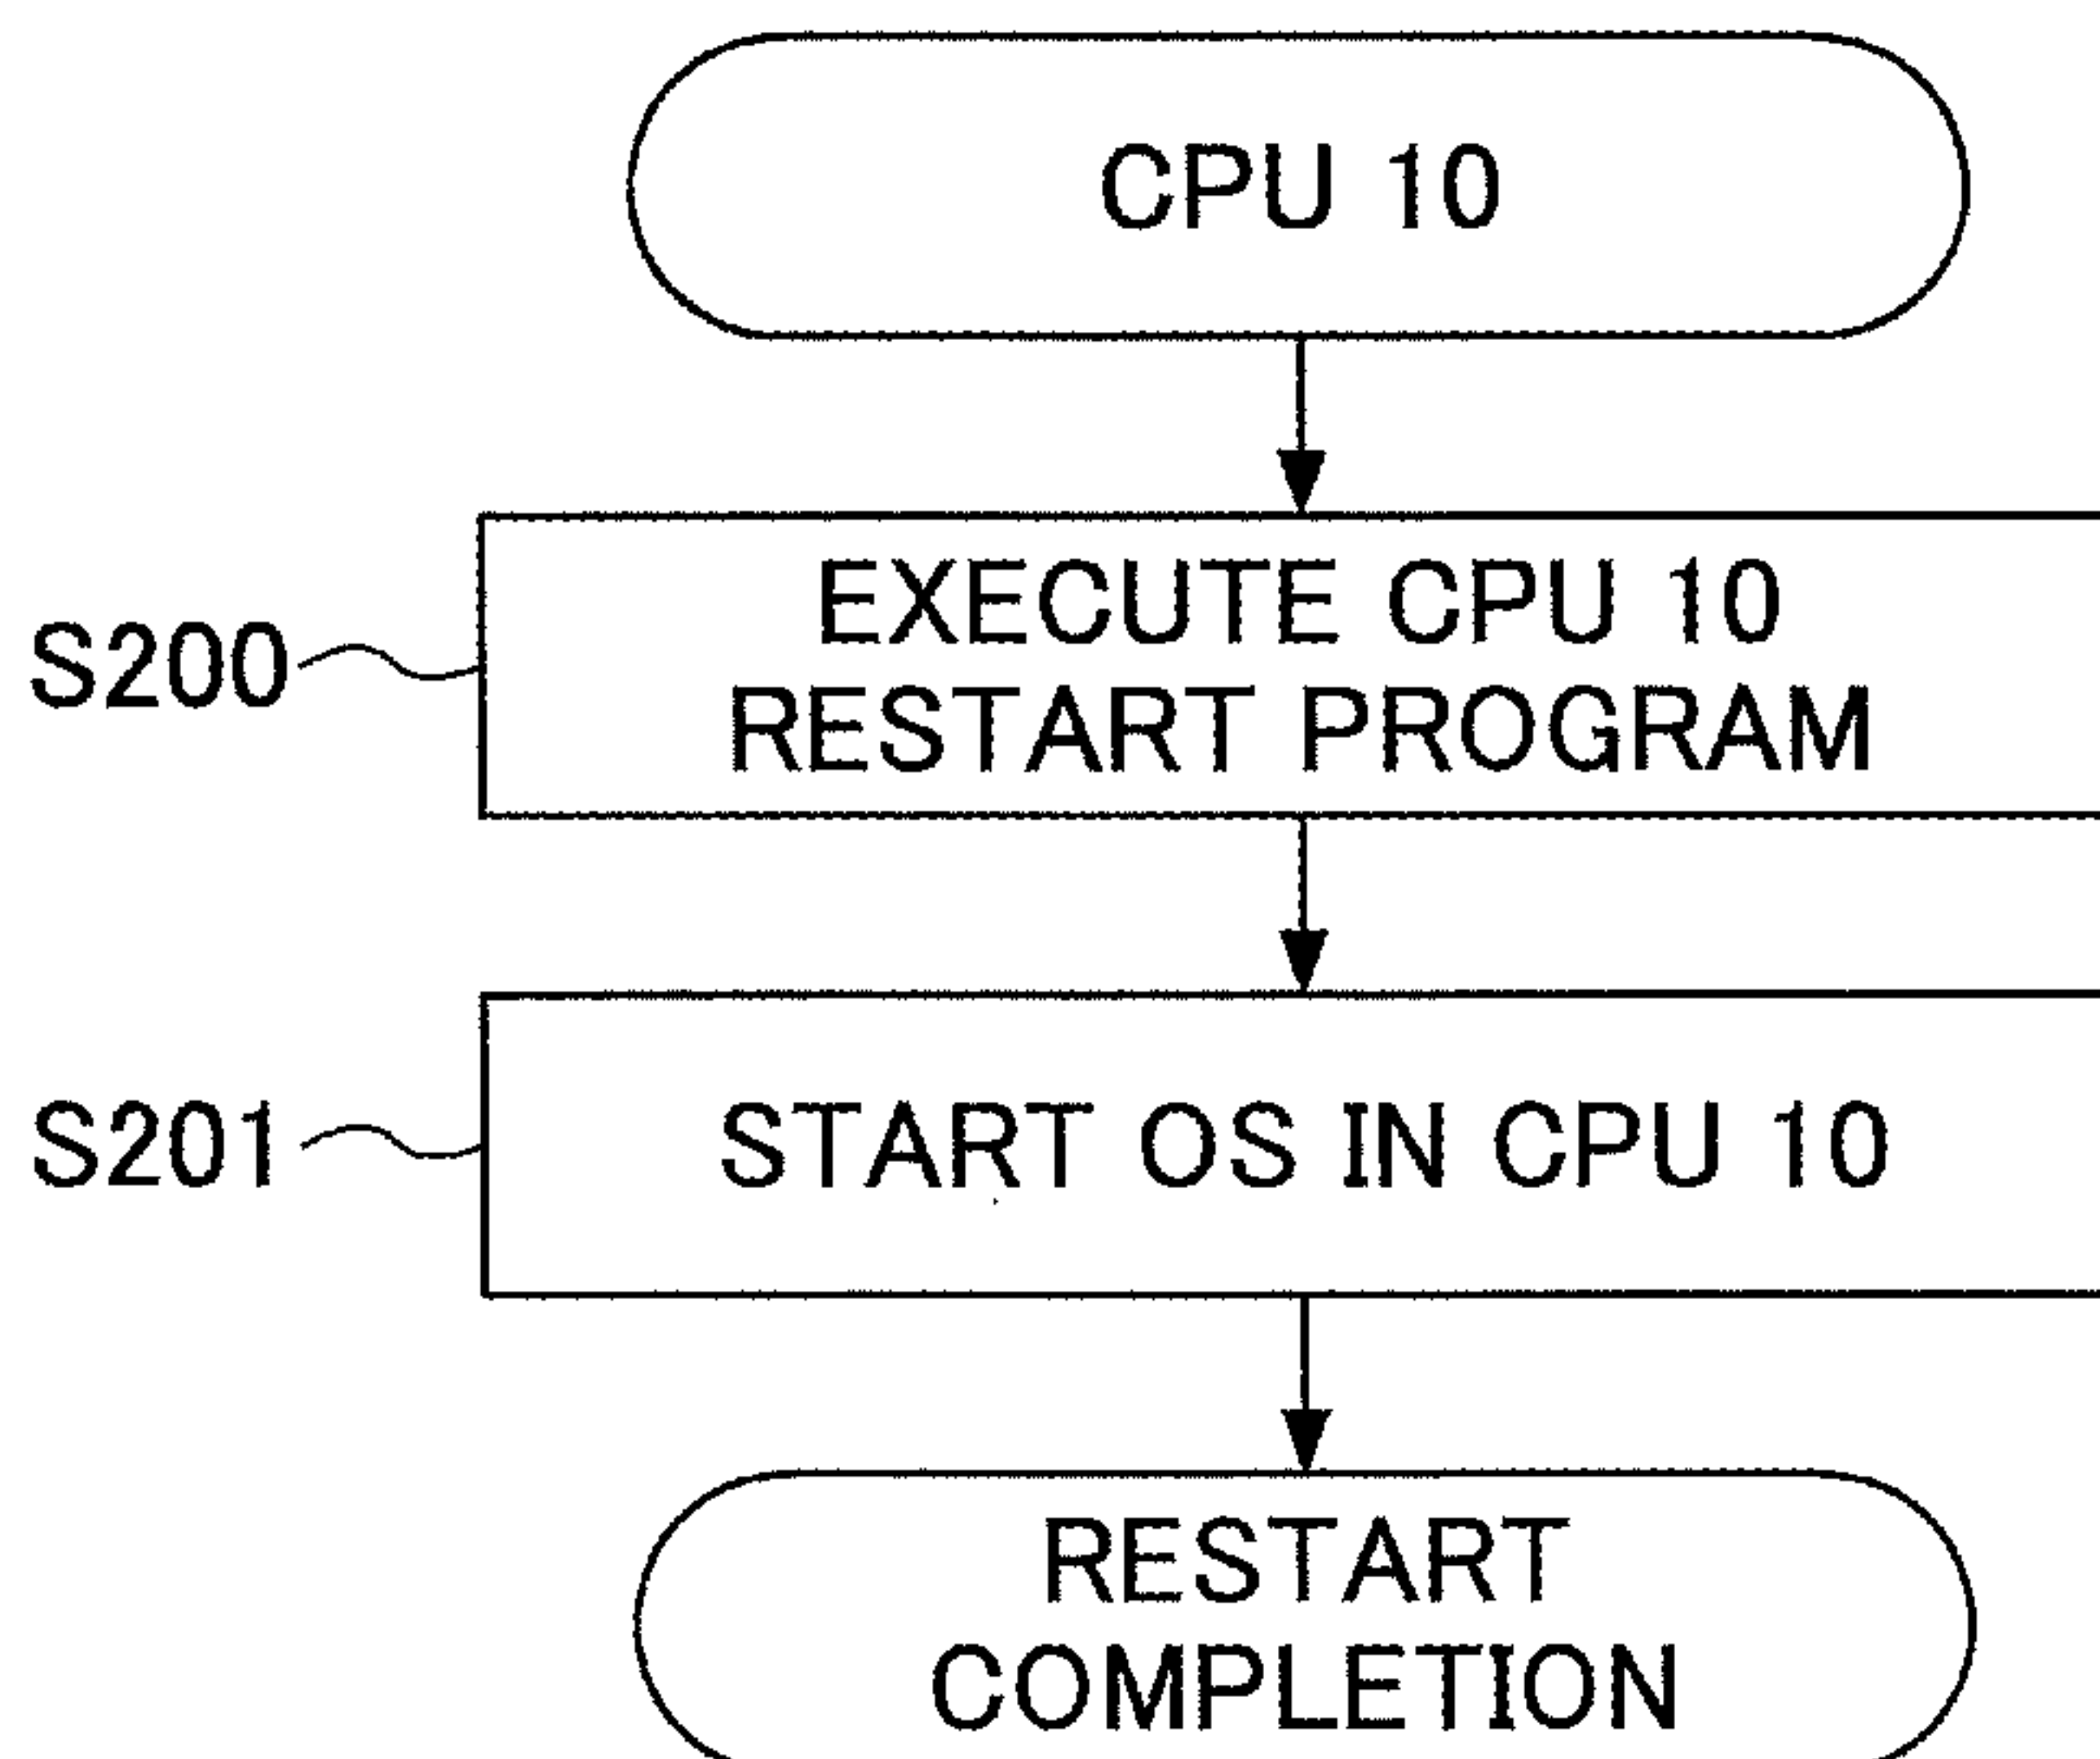 CPU 10
EXECUTE CPU 10
RESTART PROGRAM
S200
START OS IN CPU 10
S201
RESTART
COMPLETION